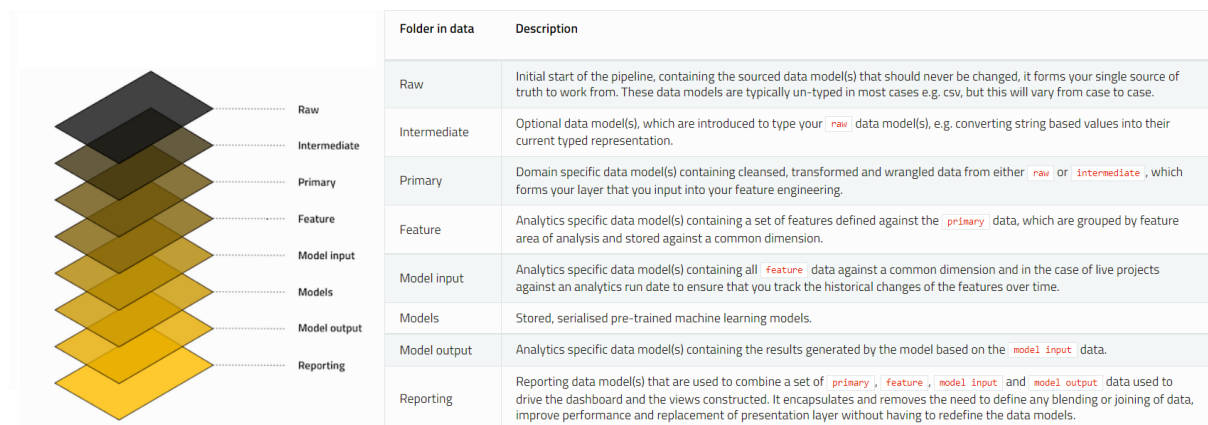 Raw
Intermediate
Primary
Feature
Model input
Models
Model output
Reporting
Folder in data Description
Raw
Initial start of the pipeline, containing the sourced data model(s) that should never be changed, it forms your single source of
truth to work from. These data models are typically un-typed in most cases e.g. csv, but this will vary from case to case.
Intermediate
Optional data model(s), which are introduced to type your raw data model(s), e.g. converting string based values into their
current typed representation.
Primary
Domain specific data model(s) containing cleansed, transformed and wrangled data from either raw or intermediate , which
forms your layer that you input into your feature engineering.
Feature
Analytics specific data model(s) containing a set of features defined against the primary data, which are grouped by feature
area of analysis and stored against a common dimension.
Model input
Analytics specific data model(s) containing all feature data against a common dimension and in the case of live projects
against an analytics run date to ensure that you track the historical changes of the features over time.
Models
Stored, serialised pre-trained machine learning models.
Model output
Analytics specific data model(s) containing the results generated by the model based on the model input data.
Reporting
Reporting data model(s) that are used to combine a set of primary , feature , model input and model output data used to
drive the dashboard and the views constructed. It encapsulates and removes the need to define any blending or joining of data,
improve performance and replacement of presentation layer without having to redefine the data models.